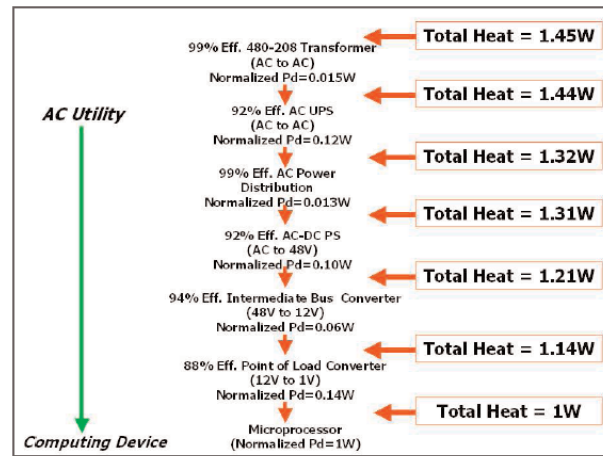 Total Heat = 1.45W
99% Eff. 480-208 Transformer
(AC to AC)
Normalized Pd=0.015W
Total Heat = 1.44W
AC Utility
92% Eff. AC UPS
(AC to AC)
Normalized Pd=0.12W
Total Heat = 1.32W
99% Eff. AC Power
Distribution
Normalized Pd=0.013W
Total Heat = 1.31W
92% Eff. AC-DC PS
(AC to 48V)
Normalized Pd=0.10W
Total Heat = 1.21W
94% Eff. Intermediate Bus Converter
(48V to 12V)
Normalized Pd=0.06W
Total Heat = 1.14W
88% Eff. Point of Load Converter
(12V to 1V)
Normalized Pd=0.14W
Total Heat = 1W
Microprocessor
(Normalized Pd=1W)
Computing Device